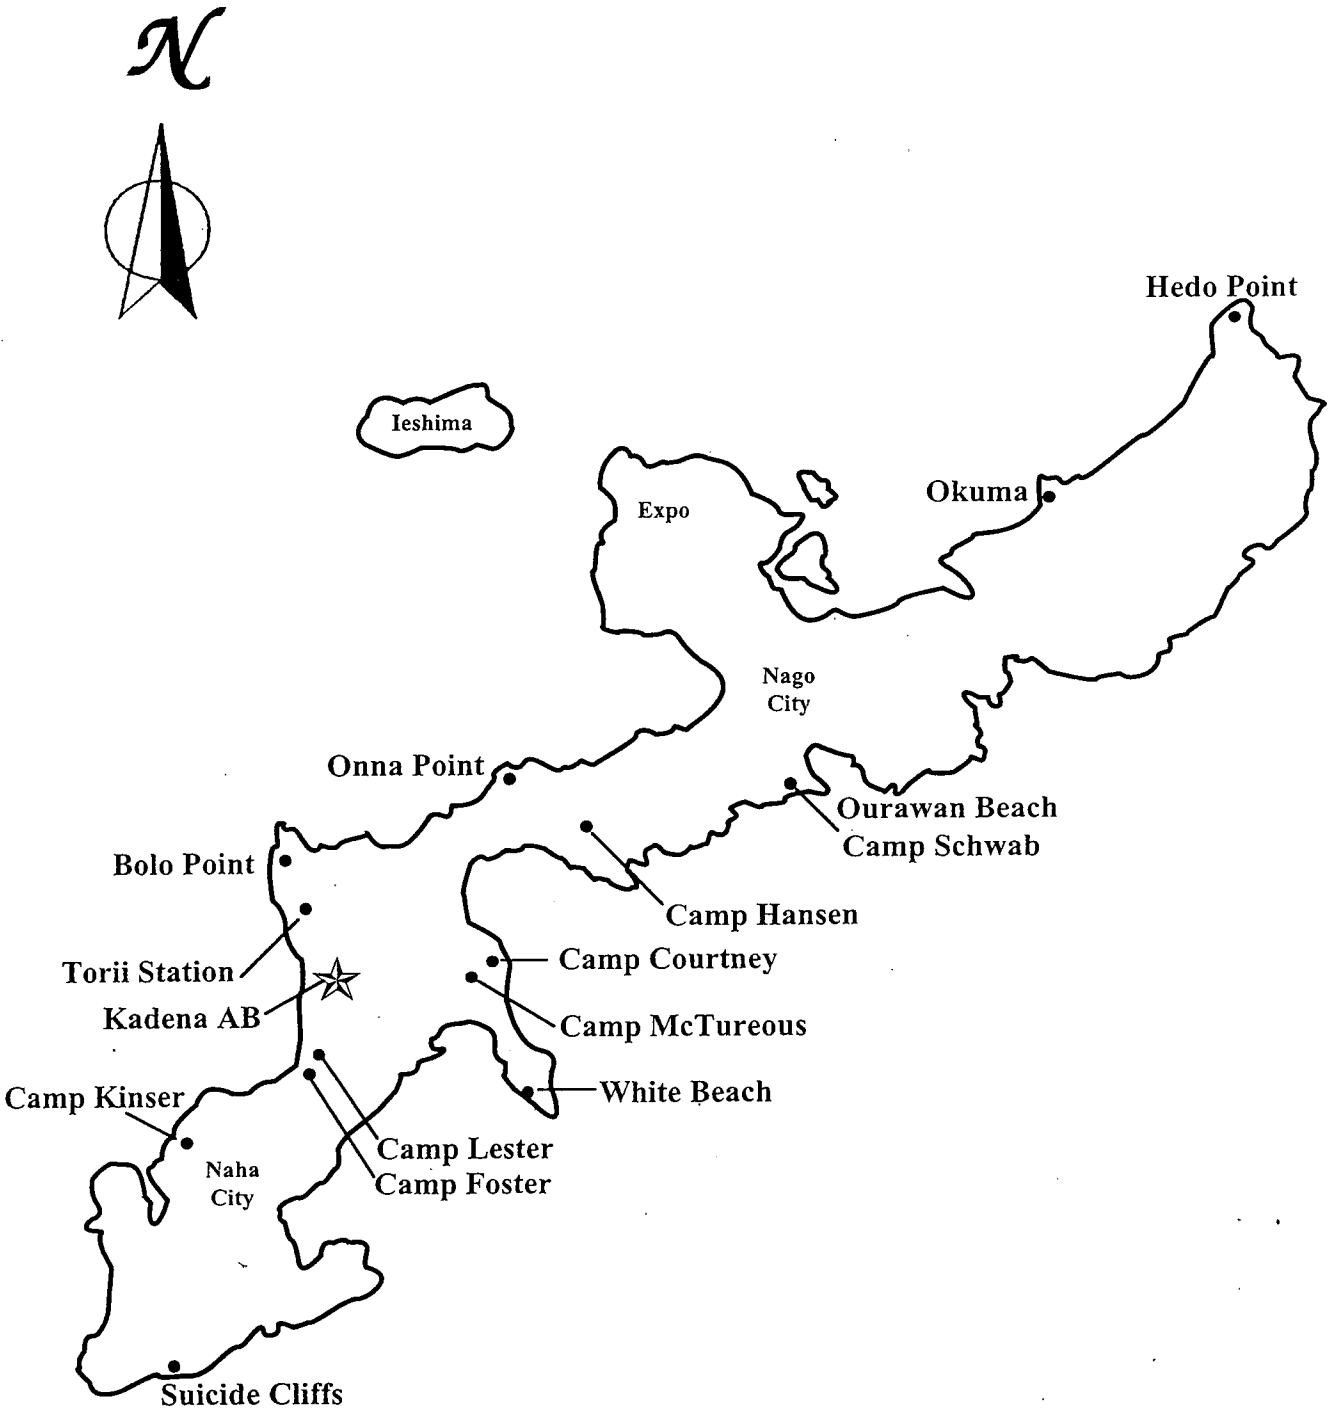 N
Hedo Point
Ieshima
Okuma
Expo
Nago
City
Onna Point
Ourawan Beach
Camp Schwab
Bolo Point
Camp Hansen
Camp Courtney
Torii Station
Kadena AB
Camp McTureous
White Beach
Camp Kinser
Camp Lester
Naha
City
Camp Foster
Suicide Cliffs